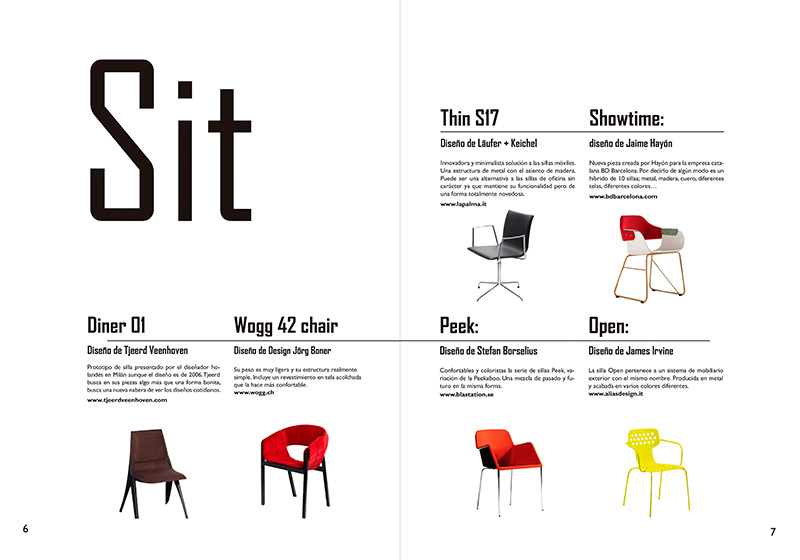 Sit
Diner 01
Diseño de Tjeerd Veenhoven
Prototipo de silla presentado por el diseñador ho-
landés en Milán aunque el diseño es de 2006. Tjeerd
busca en sus piezas algo más que una forma bonita,
busca una nueva nabera de ver los diseños cotidianos.
www.tjeerdveenhoven.com
Wogg 42 chair
Diseño de Design Jörg Boner
Su peso es muy ligera y su estructura realmente
simple. Incluye un revestimiento en tela acolchada
que la hace más confortable.
www.wogg.ch
6
Thin S17
Diseño de Läufer + Keichel
Innovadora y minimalista solución a las sillas móviles.
Una estructura de metal con el asiento de madera.
Puede ser una alternativa a las sillas de oficina sin
carácter ya que mantiene su funcionalidad pero de
una forma totalmente novedosa.
www.lapalma.it
Showtime:
diseño de Jaime Hayón
Nueva pieza creada por Hayón para la empresa cata-
lana BD Barcelona. Por decirlo de algún modo es un
híbrido de 10 sillas; metal, madera, cuero, diferentes
telas, diferentes colores…
www.bdbarcelona.com
Peek:
Diseño de Stefan Borselius
Confortables y coloristas la serie de sillas Peek, va-
riación de la Peekaboo. Una mezcla de pasado y fu-
turo en la misma forma.
www.blastation.se
Open:
Diseño de James Irvine
La silla Open pertenece a un sistema de mobiliario
exterior con el mismo nombre. Producida en metal
y acabada en varios colores diferentes.
www.aliasdesign.it
7